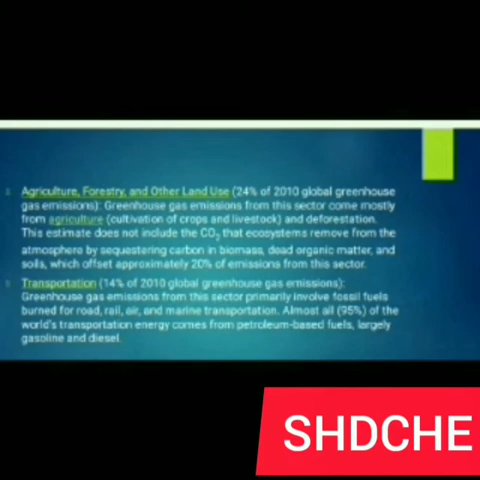 Agriculture, Forestry, and Other Land Use (24% of 2010 global greenhouse
gas emissions): Greenhouse gas emissions from this sector come mostly
from agriculture (cultivation of crops and livestock) and deforestation.
This estimate does not include the CO₂ that ecosystems remove from the
atmosphere by sequestering carbon in biomass, dead organic matter, and
soils, which offset approximately 20% of emissions from this sector.
Transportation (14% of 2010 global greenhouse gas emissions):
Greenhouse gas emissions from this sector primarily involve fossil fuels
burned for road, rail, air, and marine transportation. Almost all (95%) of the
world's transportation energy comes from petroleum-based fuels, largely
gasoline and diesel.
SHDCHE